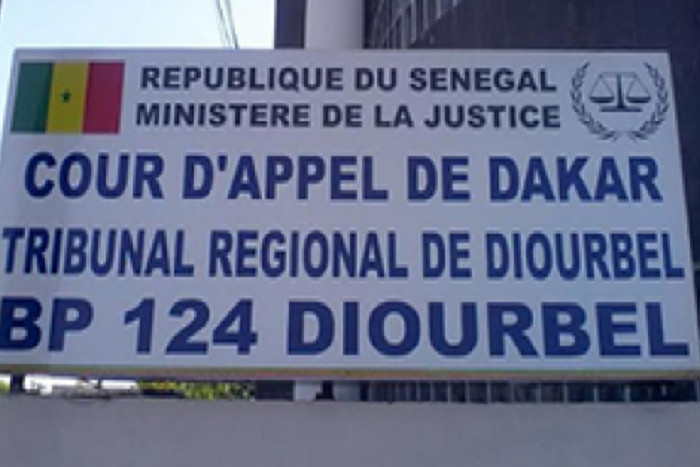 REPUBLIQUE DU SENEGAL
MINISTERE DE LA JUSTICE
COUR D'APPEL DE DAKAR
TRIBUNAL REGIONAL DE DIOURBEL
BP 124 DIOURBEL